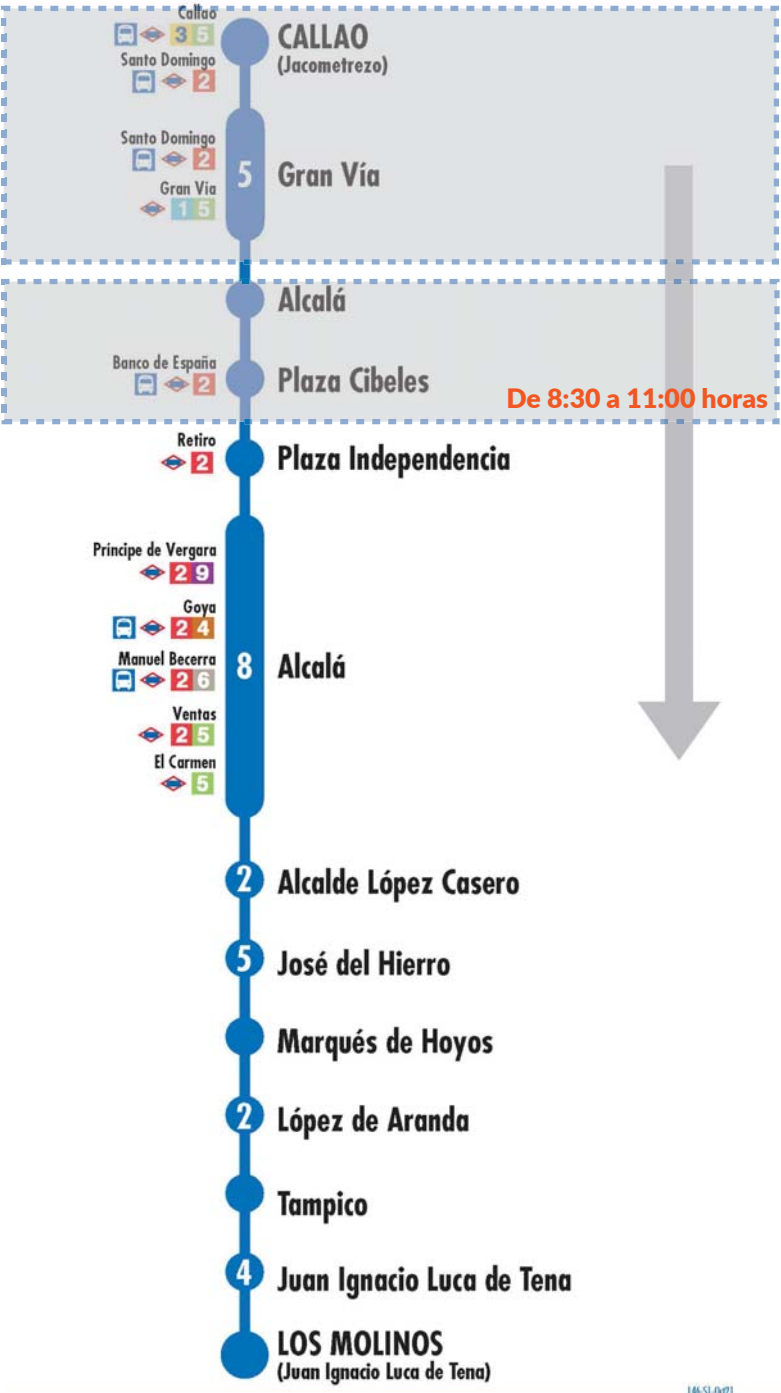 Callao
3 5
CALLAO
(Jacometrezo)
Santo Domingo
2
Santo Domingo
2
5
Gran Vía
Gran Vía
1 5
Alcalá
Banco de España
2
Plaza Cibeles
De 8:30 a 11:00 horas
Retiro
2
Plaza Independencia
Príncipe de Vergara
2 9
Goya
2 4
Manuel Becerra
2 6
8
Alcalá
Ventas
2 5
El Carmen
5
2
Alcalde López Casero
5
José del Hierro
Marqués de Hoyos
2
López de Aranda
Tampico
4
Juan Ignacio Luca de Tena
LOS MOLINOS
(Juan Ignacio Luca de Tena)